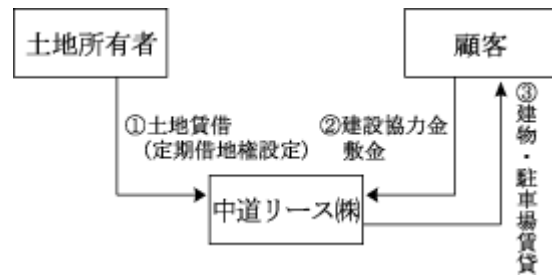 土地所有者
顧客
①土地賃借
(定期借地権設定)
②建設協力金
敷金
③建物・駐車場賃貸
中道リース㈱